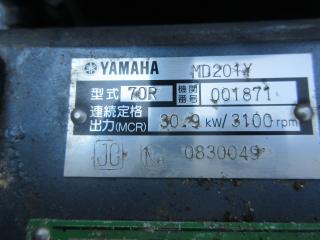 YAMAHA MD201Y
型式 70R 機関番号 001871
連続定格出力(MCR) 30.9 kW/3100 rpm
JCI No. 0830049